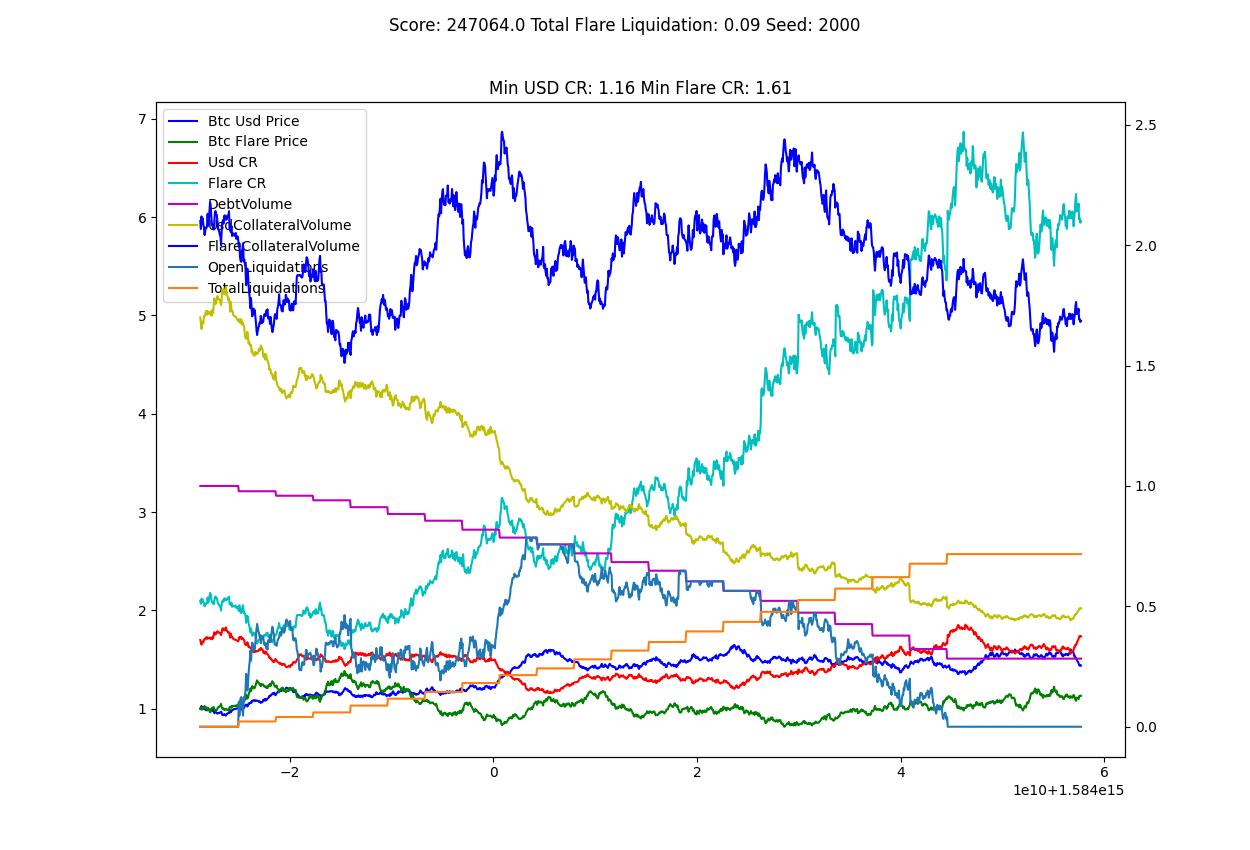 Score: 247064.0 Total Flare Liquidation: 0.09 Seed: 2000
Min USD CR: 1.16 Min Flare CR: 1.61
Btc Usd Price
Btc Flare Price
Usd CR
Flare CR
DebtVolume
UsdCollateralVolume
FlareCollateralVolume
OpenLiquidations
TotalLiquidations
7
6
5
4
3
2
1
2.5
2.0
1.5
1.0
0.5
0.0
−2
0
2
4
6
1e10+1.584e15